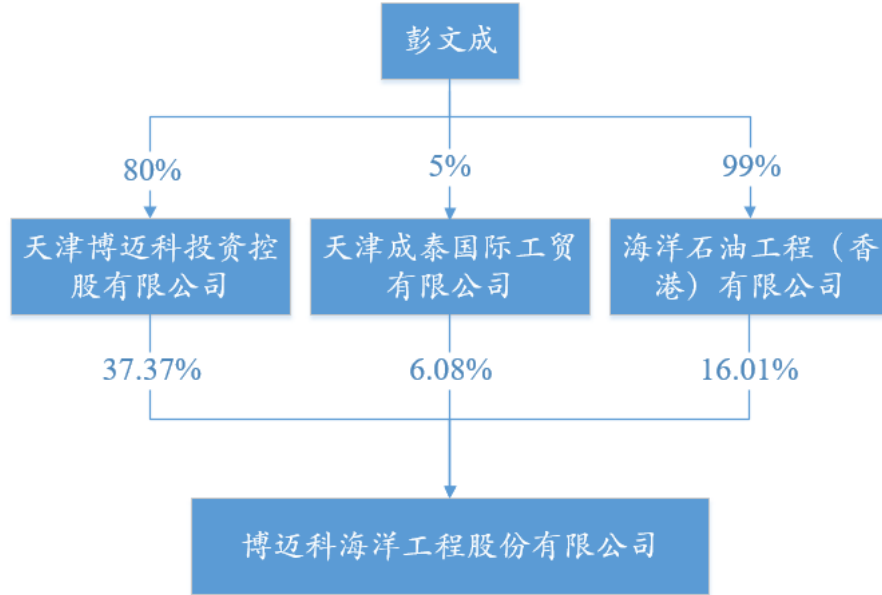 彭文成
80%
5%
99%
天津博迈科投资控
股有限公司
天津成泰国际工贸
有限公司
海洋石油工程（香
港）有限公司
37.37%
6.08%
16.01%
博迈科海洋工程股份有限公司